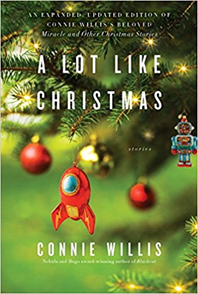 AN EXPANDED, UPDATED EDITION OF
CONNIE WILLIS'S BELOVED
Miracle and Other Christmas Stories
A LOT LIKE
CHRISTMAS
stories
CONNIE WILLIS
Nebula and Hugo award-winning author of Blackout